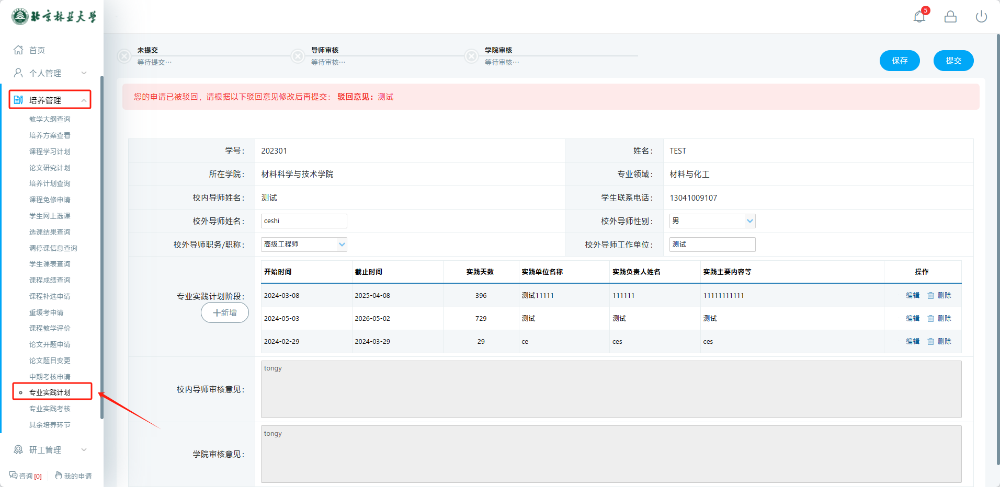 北京林业大学
-
5
首页
个人管理
培养管理
教学大纲查询
培养方案查看
课程学习计划
论文研究计划
培养计划查询
课程免修申请
学生网上选课
选课结果查询
调停课信息查询
学生课表查询
课程成绩查询
课程补选申请
重缓考申请
课程教学评价
论文开题申请
论文题目变更
中期考核申请
专业实践计划
专业实践考核
其余培养环节
研工管理
咨询 [0] 我的申请
未提交 导师审核 学院审核
等待提交… 等待审核… 等待审核…
保存 提交
您的申请已被驳回，请根据以下驳回意见修改后再提交： 驳回意见：测试
学号： 202301 姓名： TEST
所在学院： 材料科学与技术学院 专业领域： 材料与化工
校内导师姓名： 测试 学生联系电话： 13041009107
校外导师姓名： ceshi 校外导师性别： 男
校外导师职务/职称： 高级工程师 校外导师工作单位： 测试
专业实践计划阶段：
新增
开始时间 截止时间 实践天数 实践单位名称 实践负责人姓名 实践主要内容等 操作
2024-03-08 2025-04-08 396 测试11111 111111 11111111111 编辑 删除
2024-05-03 2026-05-02 729 测试 测试 测试 编辑 删除
2024-02-29 2024-03-29 29 ce ces ces 编辑 删除
校内导师审核意见： tongy
学院审核意见： tongy